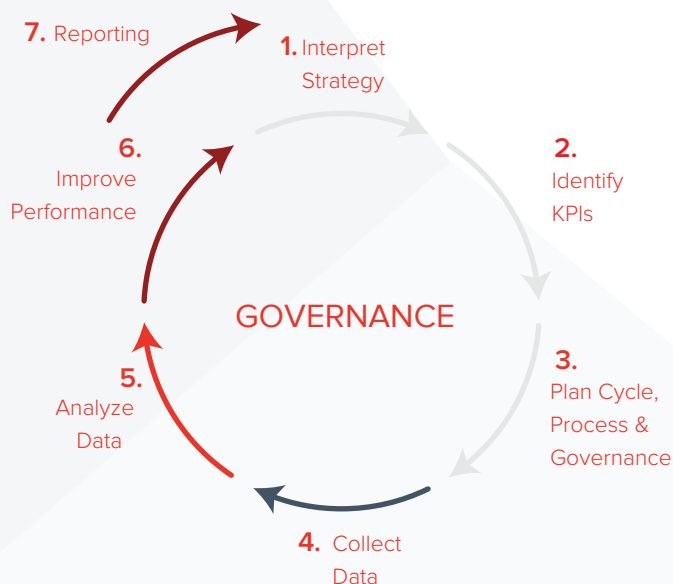 7. Reporting
1. Interpret
Strategy
2.
Identify
KPIs
6.
Improve
Performance
GOVERNANCE
3.
Plan Cycle,
Process &
Governance
5.
Analyze
Data
4. Collect
Data